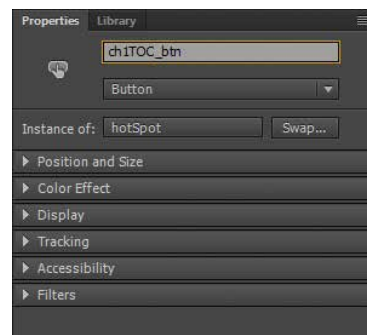 Properties Library
ch1TOC_btn
Button
Instance of: hotSpot Swap...
Position and Size
Color Effect
Display
Tracking
Accessibility
Filters